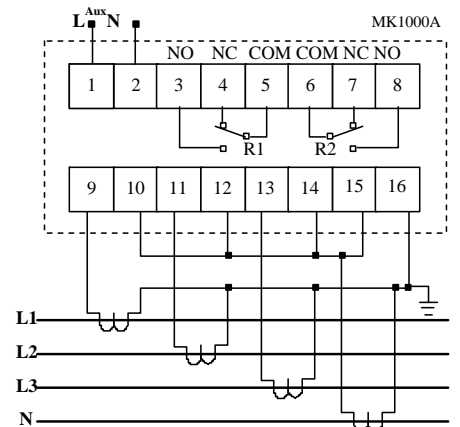 L Aux N MK1000A
NO NC COM COM NC NO
1 2 3 4 5 6 7 8
R1 R2
9 10 11 12 13 14 15 16
L1
L2
L3
N